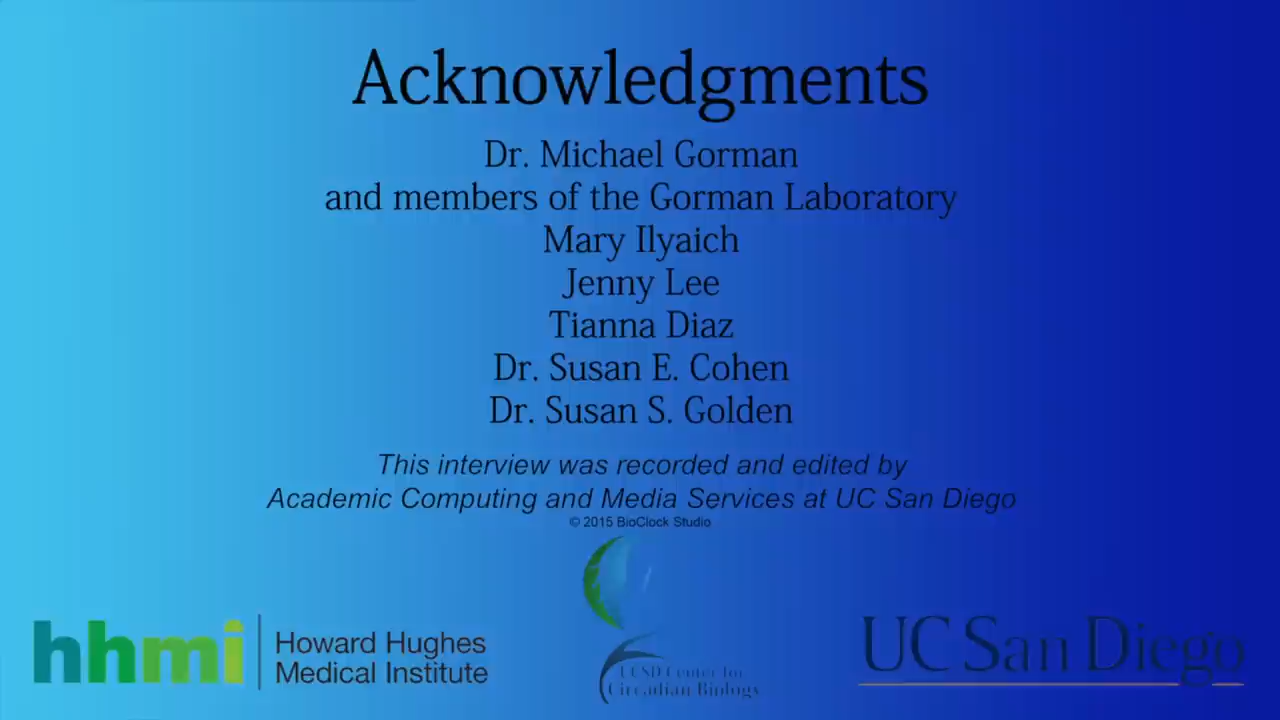 Acknowledgments
Dr. Michael Gorman
and members of the Gorman Laboratory
Mary Ilyaich
Jenny Lee
Tianna Diaz
Dr. Susan E. Cohen
Dr. Susan S. Golden
This interview was recorded and edited by
Academic Computing and Media Services at UC San Diego
© 2015 BioClock Studio
hhmi
Howard Hughes
Medical Institute
UCSD Center for
Circadian Biology
UC San Diego